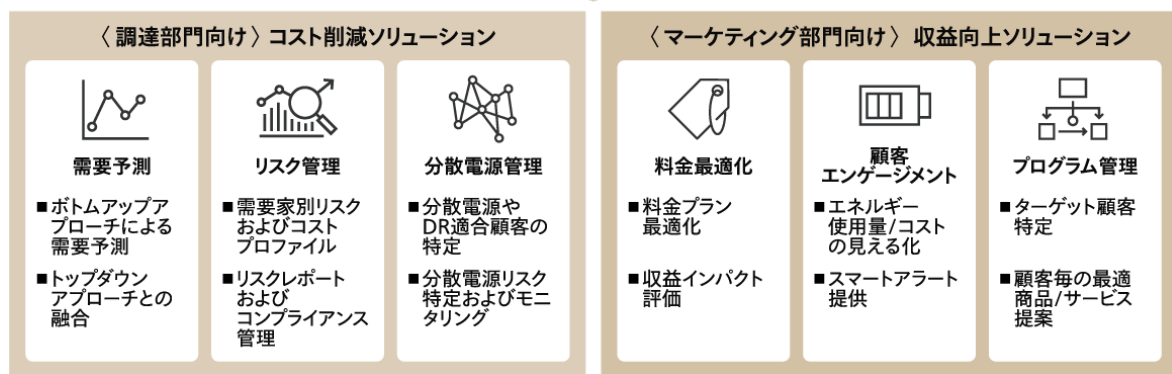 〈 調達部門向け 〉 コスト削減ソリューション
需要予測
■ボトムアップア
プローチによる
需要予測
■トップダウン
アプローチとの
融合
リスク管理
■需要家別リスク
およびコスト
プロファイル
■リスクレポート
および
コンプライアンス
管理
分散電源管理
■分散電源や
DR適合顧客の
特定
■分散電源リスク
特定およびモニ
タリング
〈 マーケティング部門向け 〉 収益向上ソリューション
料金最適化
■料金プラン
最適化
■収益インパクト
評価
顧客
エンゲージメント
■エネルギー
使用量/コスト
の見える化
■スマートアラート
提供
プログラム管理
■ターゲット顧客
特定
■顧客毎の最適
商品/サービス
提案